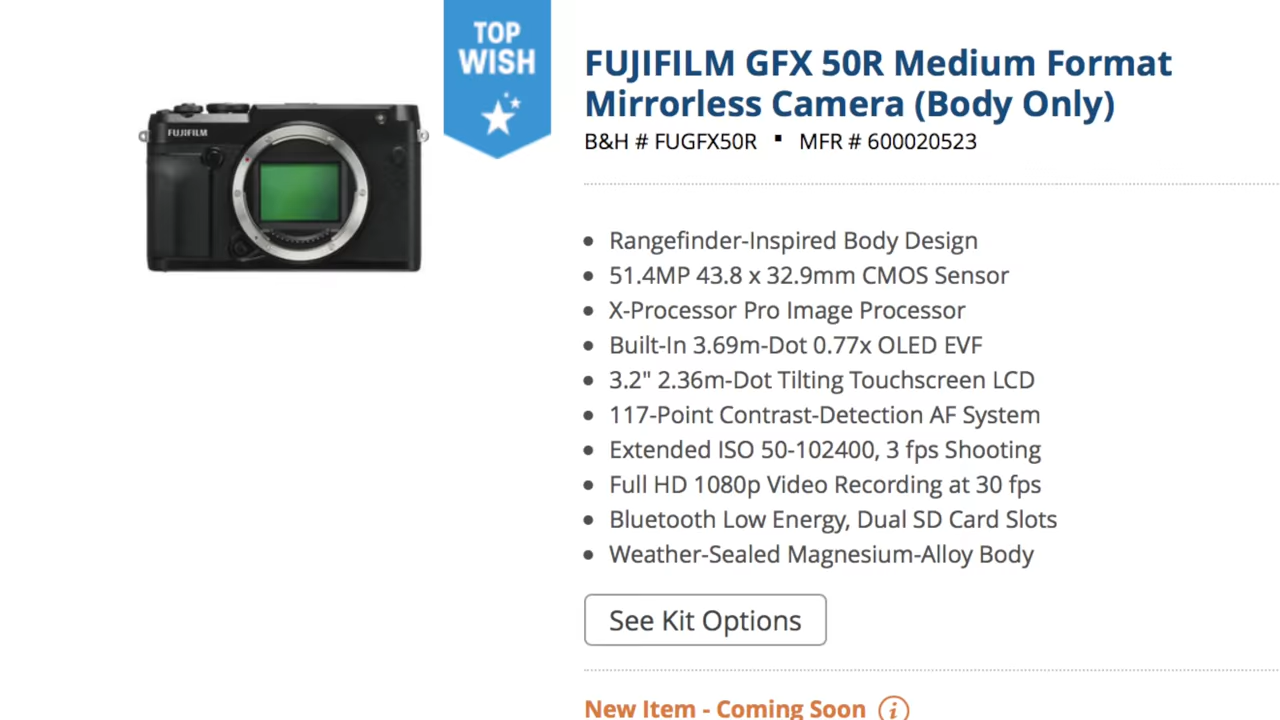 TOP
WISH
FUJIFILM
FUJIFILM GFX 50R Medium Format
Mirrorless Camera (Body Only)
B&H # FUGFX50R ▪ MFR # 600020523
• Rangefinder-Inspired Body Design
• 51.4MP 43.8 x 32.9mm CMOS Sensor
• X-Processor Pro Image Processor
• Built-In 3.69m-Dot 0.77x OLED EVF
• 3.2" 2.36m-Dot Tilting Touchscreen LCD
• 117-Point Contrast-Detection AF System
• Extended ISO 50-102400, 3 fps Shooting
• Full HD 1080p Video Recording at 30 fps
• Bluetooth Low Energy, Dual SD Card Slots
• Weather-Sealed Magnesium-Alloy Body
See Kit Options
New Item - Coming Soon i